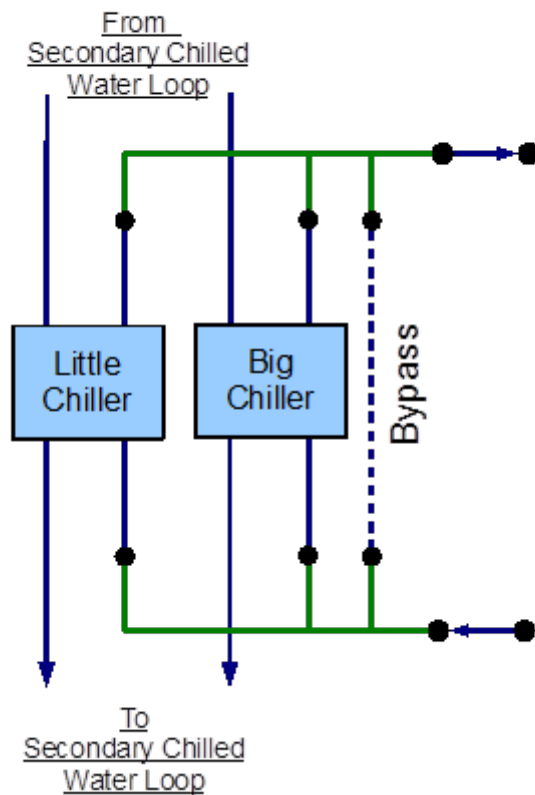 From
Secondary Chilled
Water Loop
Little
Chiller
Big
Chiller
Bypass
To
Secondary Chilled
Water Loop